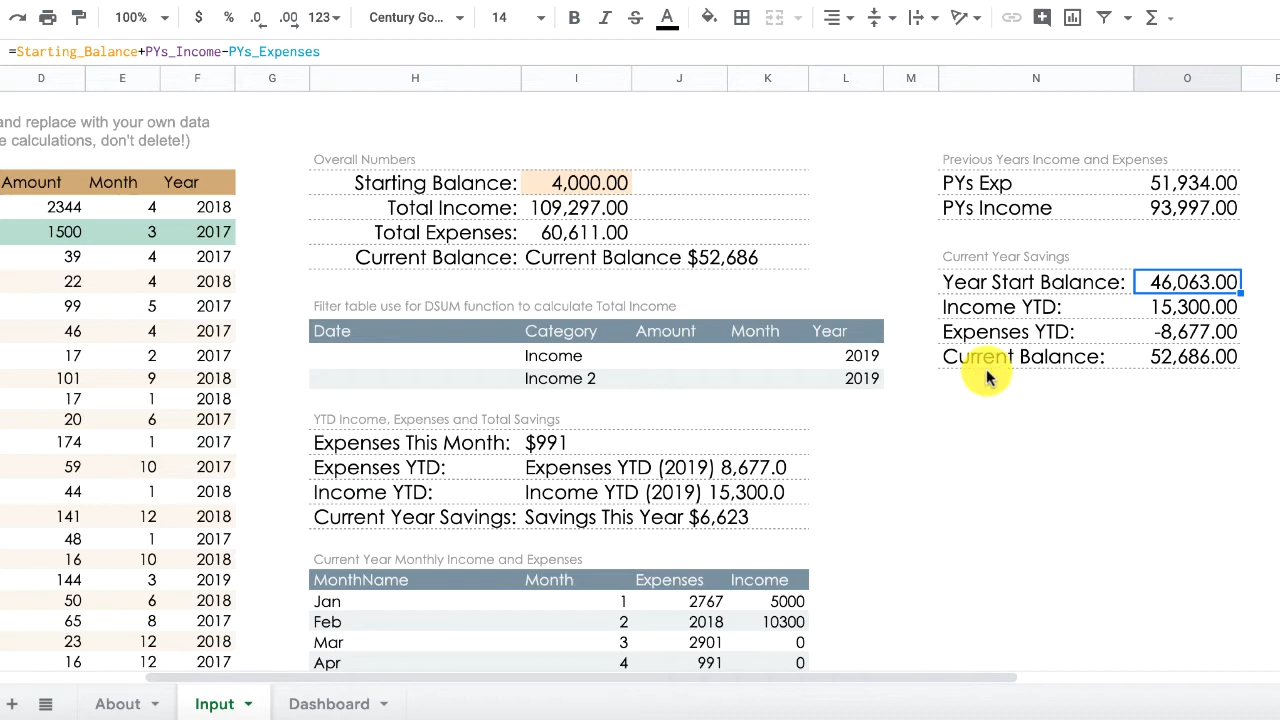 100% $ % .0 .00 123 Century Go... 14 B I S A
=Starting_Balance+PYs_Income-PYs_Expenses
D E F G H I J K L M N O
and replace with your own data
e calculations, don't delete!)
Amount Month Year
2344 4 2018
1500 3 2017
39 4 2017
22 4 2018
99 5 2017
46 4 2017
17 2 2017
101 9 2018
17 1 2018
20 6 2017
174 1 2017
59 10 2017
44 1 2018
141 12 2018
48 1 2017
16 10 2018
144 3 2019
50 6 2018
65 8 2017
23 12 2018
16 12 2017
Overall Numbers
Starting Balance: 4,000.00
Total Income: 109,297.00
Total Expenses: 60,611.00
Current Balance: Current Balance $52,686
Filter table use for DSUM function to calculate Total Income
Date Category Amount Month Year
Income 2019
Income 2 2019
YTD Income, Expenses and Total Savings
Expenses This Month: $991
Expenses YTD: Expenses YTD (2019) 8,677.0
Income YTD: Income YTD (2019) 15,300.0
Current Year Savings: Savings This Year $6,623
Current Year Monthly Income and Expenses
MonthName Month Expenses Income
Jan 1 2767 5000
Feb 2 2018 10300
Mar 3 2901 0
Apr 4 991 0
Previous Years Income and Expenses
PYs Exp 51,934.00
PYs Income 93,997.00
Current Year Savings
Year Start Balance: 46,063.00
Income YTD: 15,300.00
Expenses YTD: -8,677.00
Current Balance: 52,686.00
About Input Dashboard